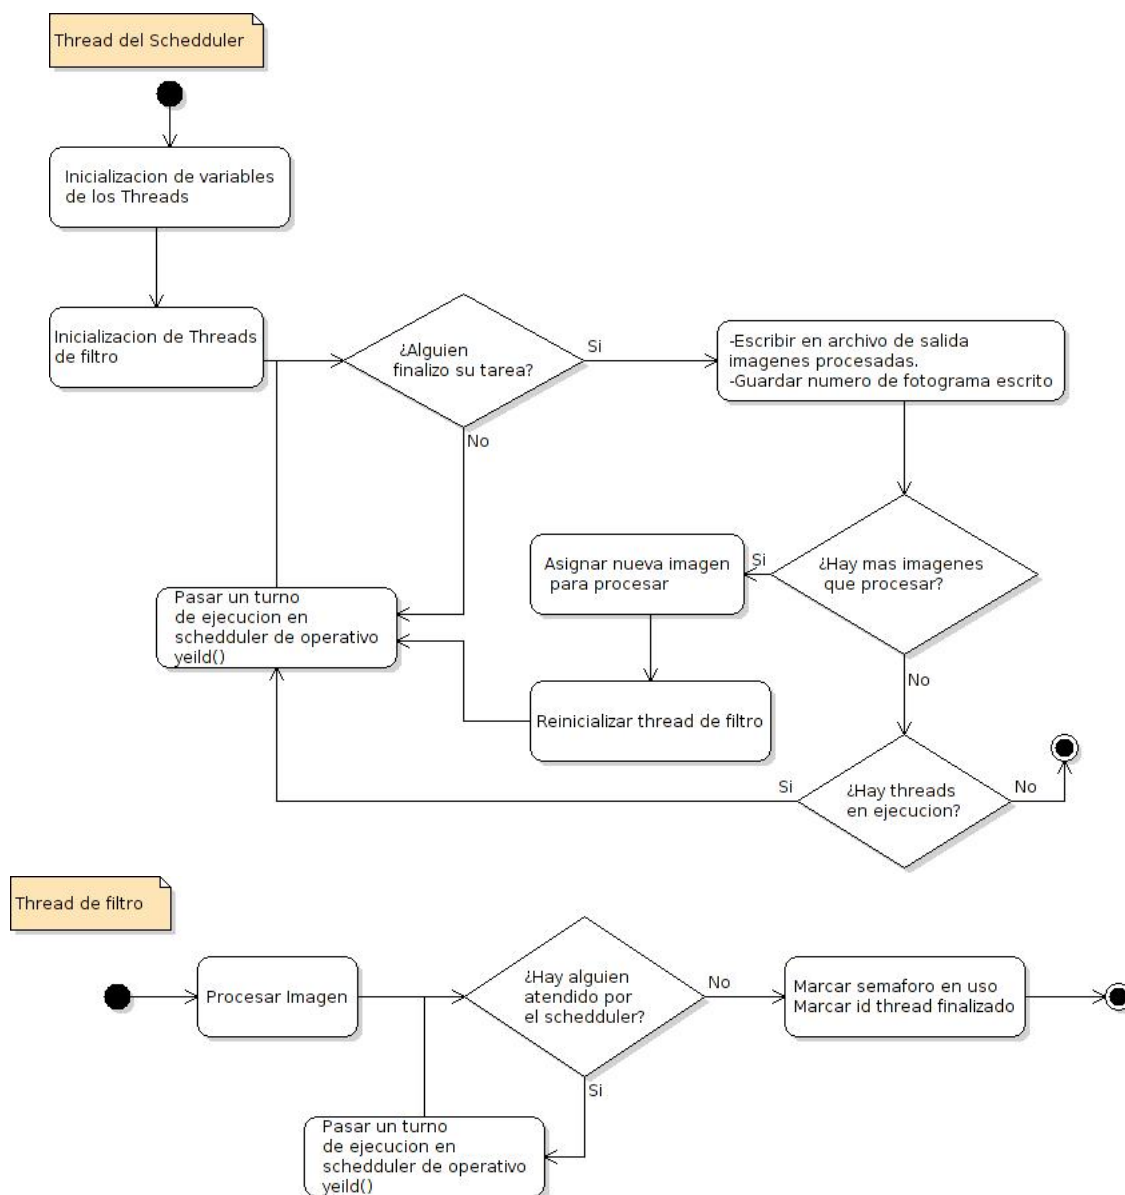 Thread del Schedduler
Inicializacion de variables
de los Threads
Inicializacion de Threads
de filtro
¿Alguien
finalizo su tarea?
Si
No
-Escribir en archivo de salida
imagenes procesadas.
-Guardar numero de fotograma escrito
¿Hay mas imagenes
que procesar?
Si
No
Asignar nueva imagen
para procesar
Reinicializar thread de filtro
Pasar un turno
de ejecucion en
schedduler de operativo
yeild()
¿Hay threads
en ejecucion?
Si
No
Thread de filtro
Procesar Imagen
¿Hay alguien
atendido por
el schedduler?
No
Si
Marcar semaforo en uso
Marcar id thread finalizado
Pasar un turno
de ejecucion en
schedduler de operativo
yeild()